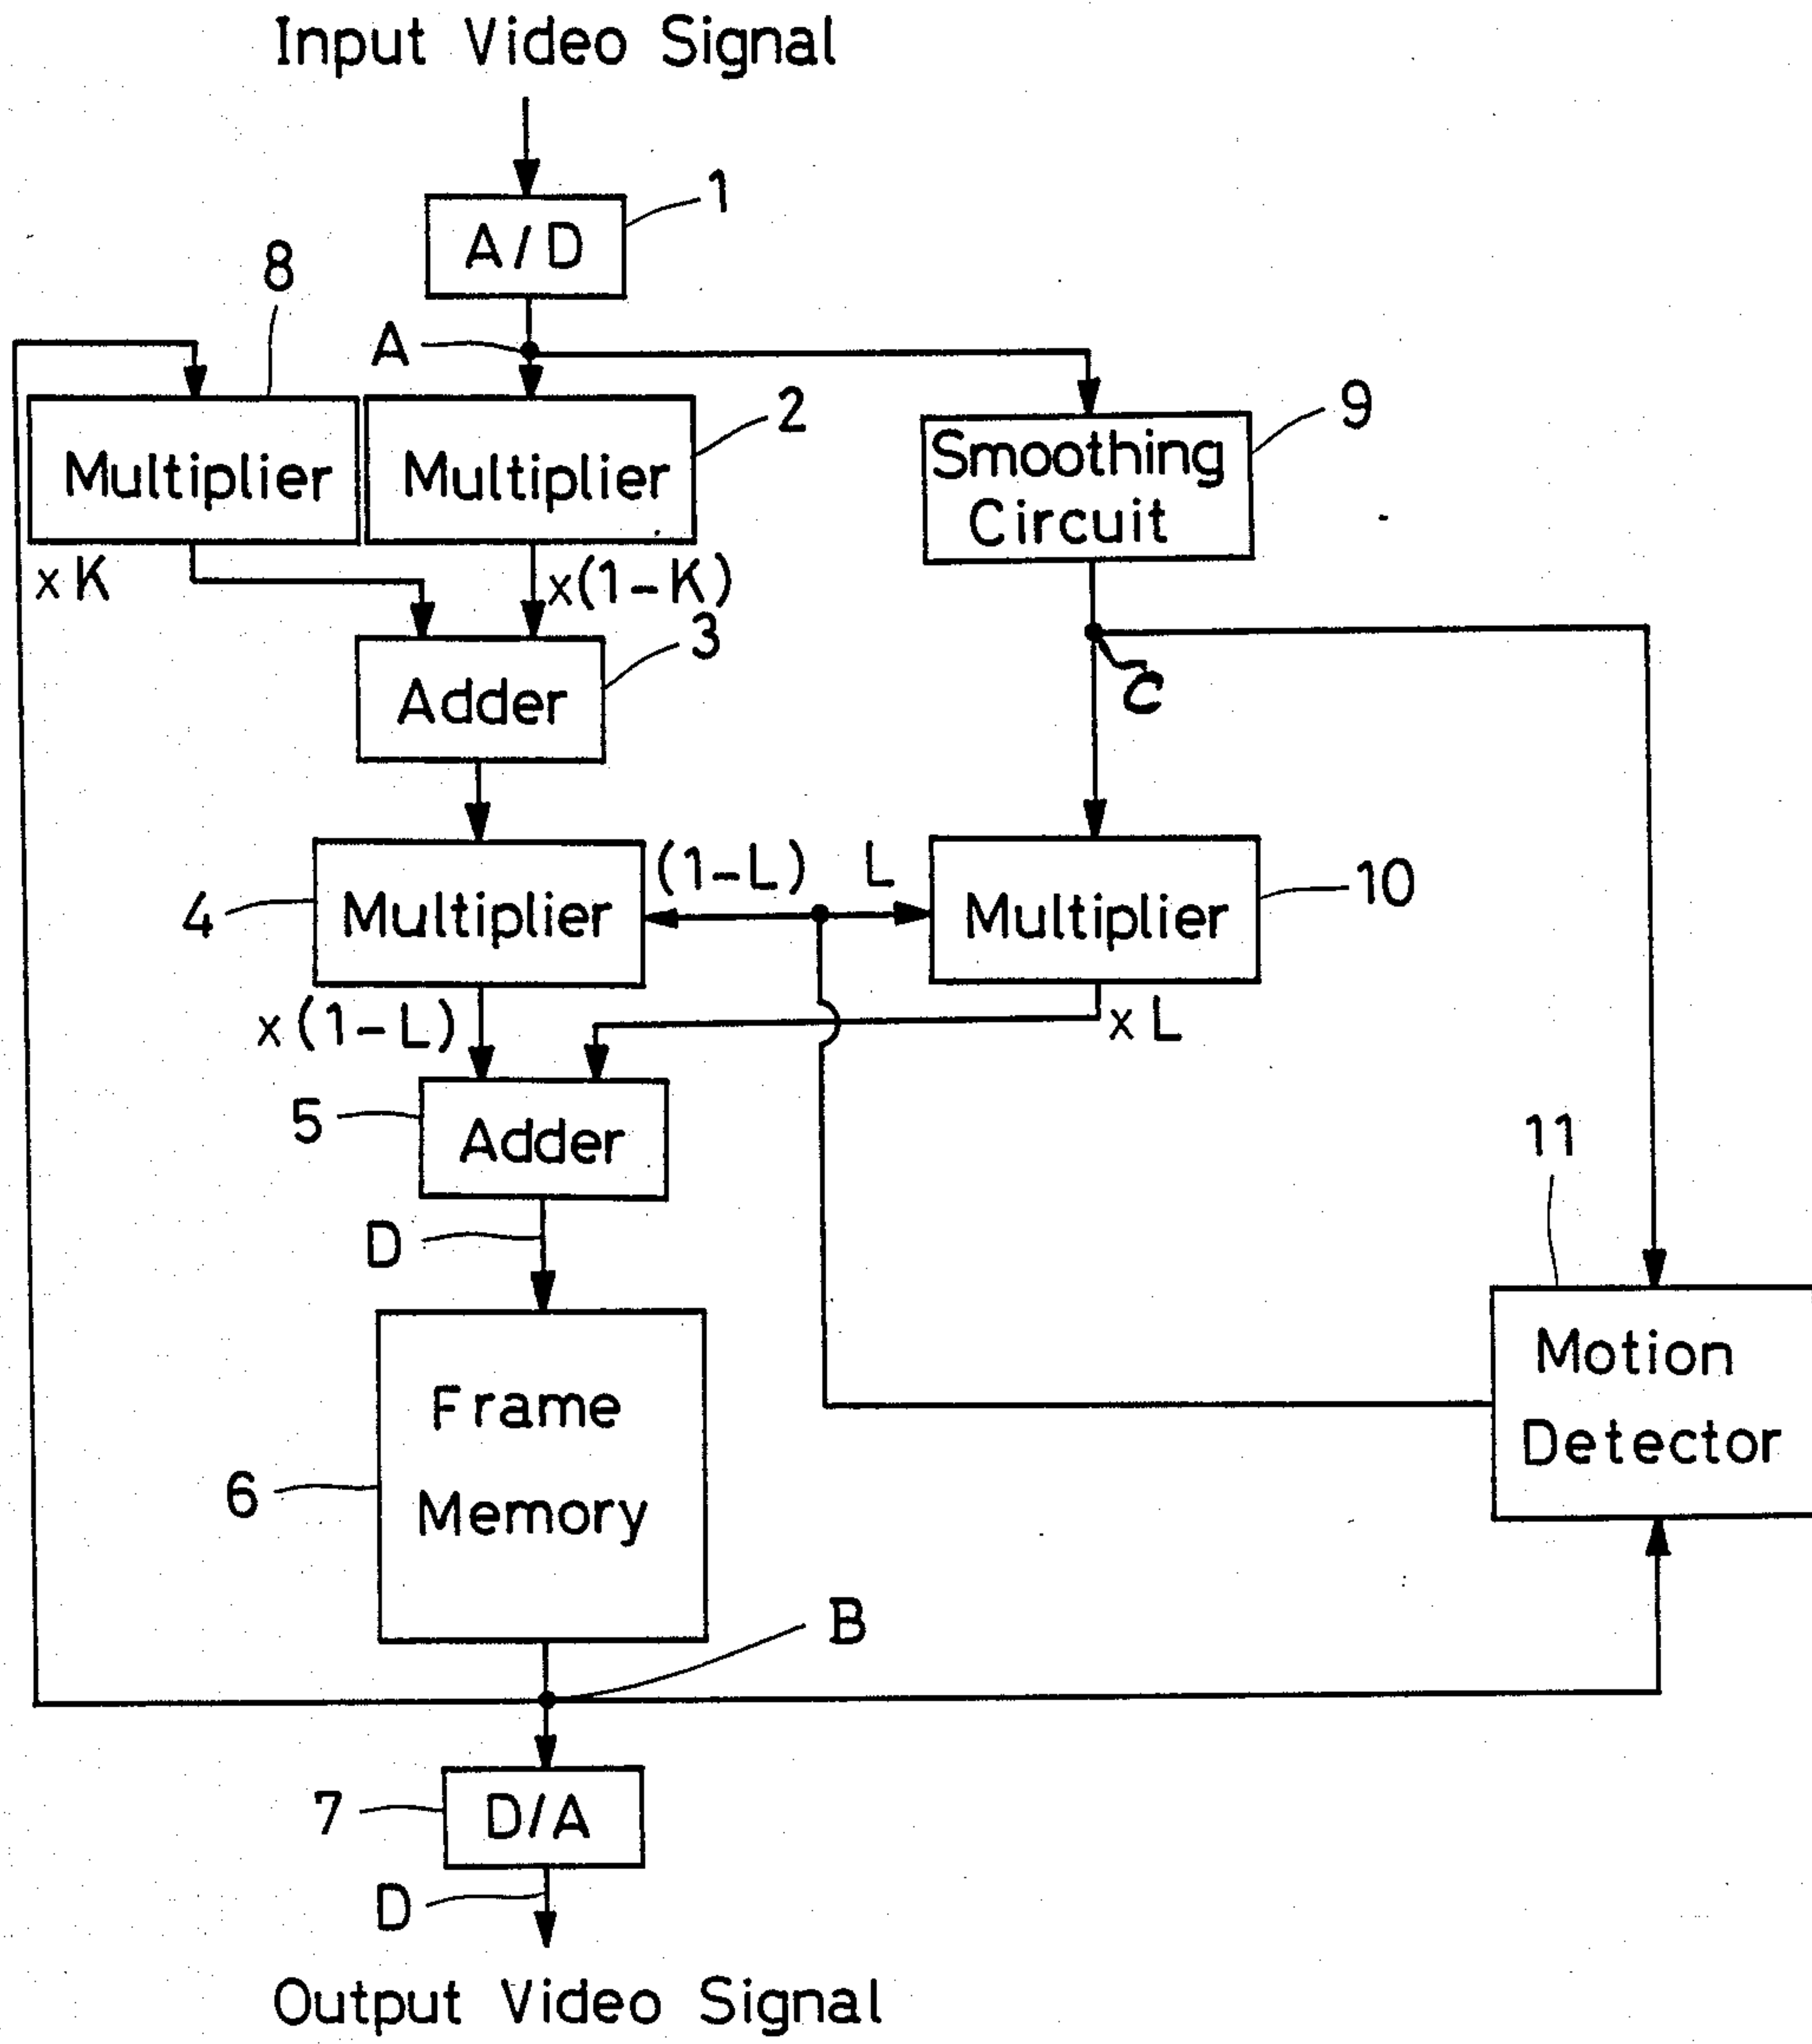 Input Video Signal
1
A/D
8
A
2
9
Multiplier
Multiplier
Smoothing
Circuit
x K
x(1-K)
3
C
Adder
(1-L)
L
10
4
Multiplier
Multiplier
x(1-L)
x L
5
Adder
11
D
Motion
Detector
Frame
Memory
6
B
7
D/A
D
Output Video Signal